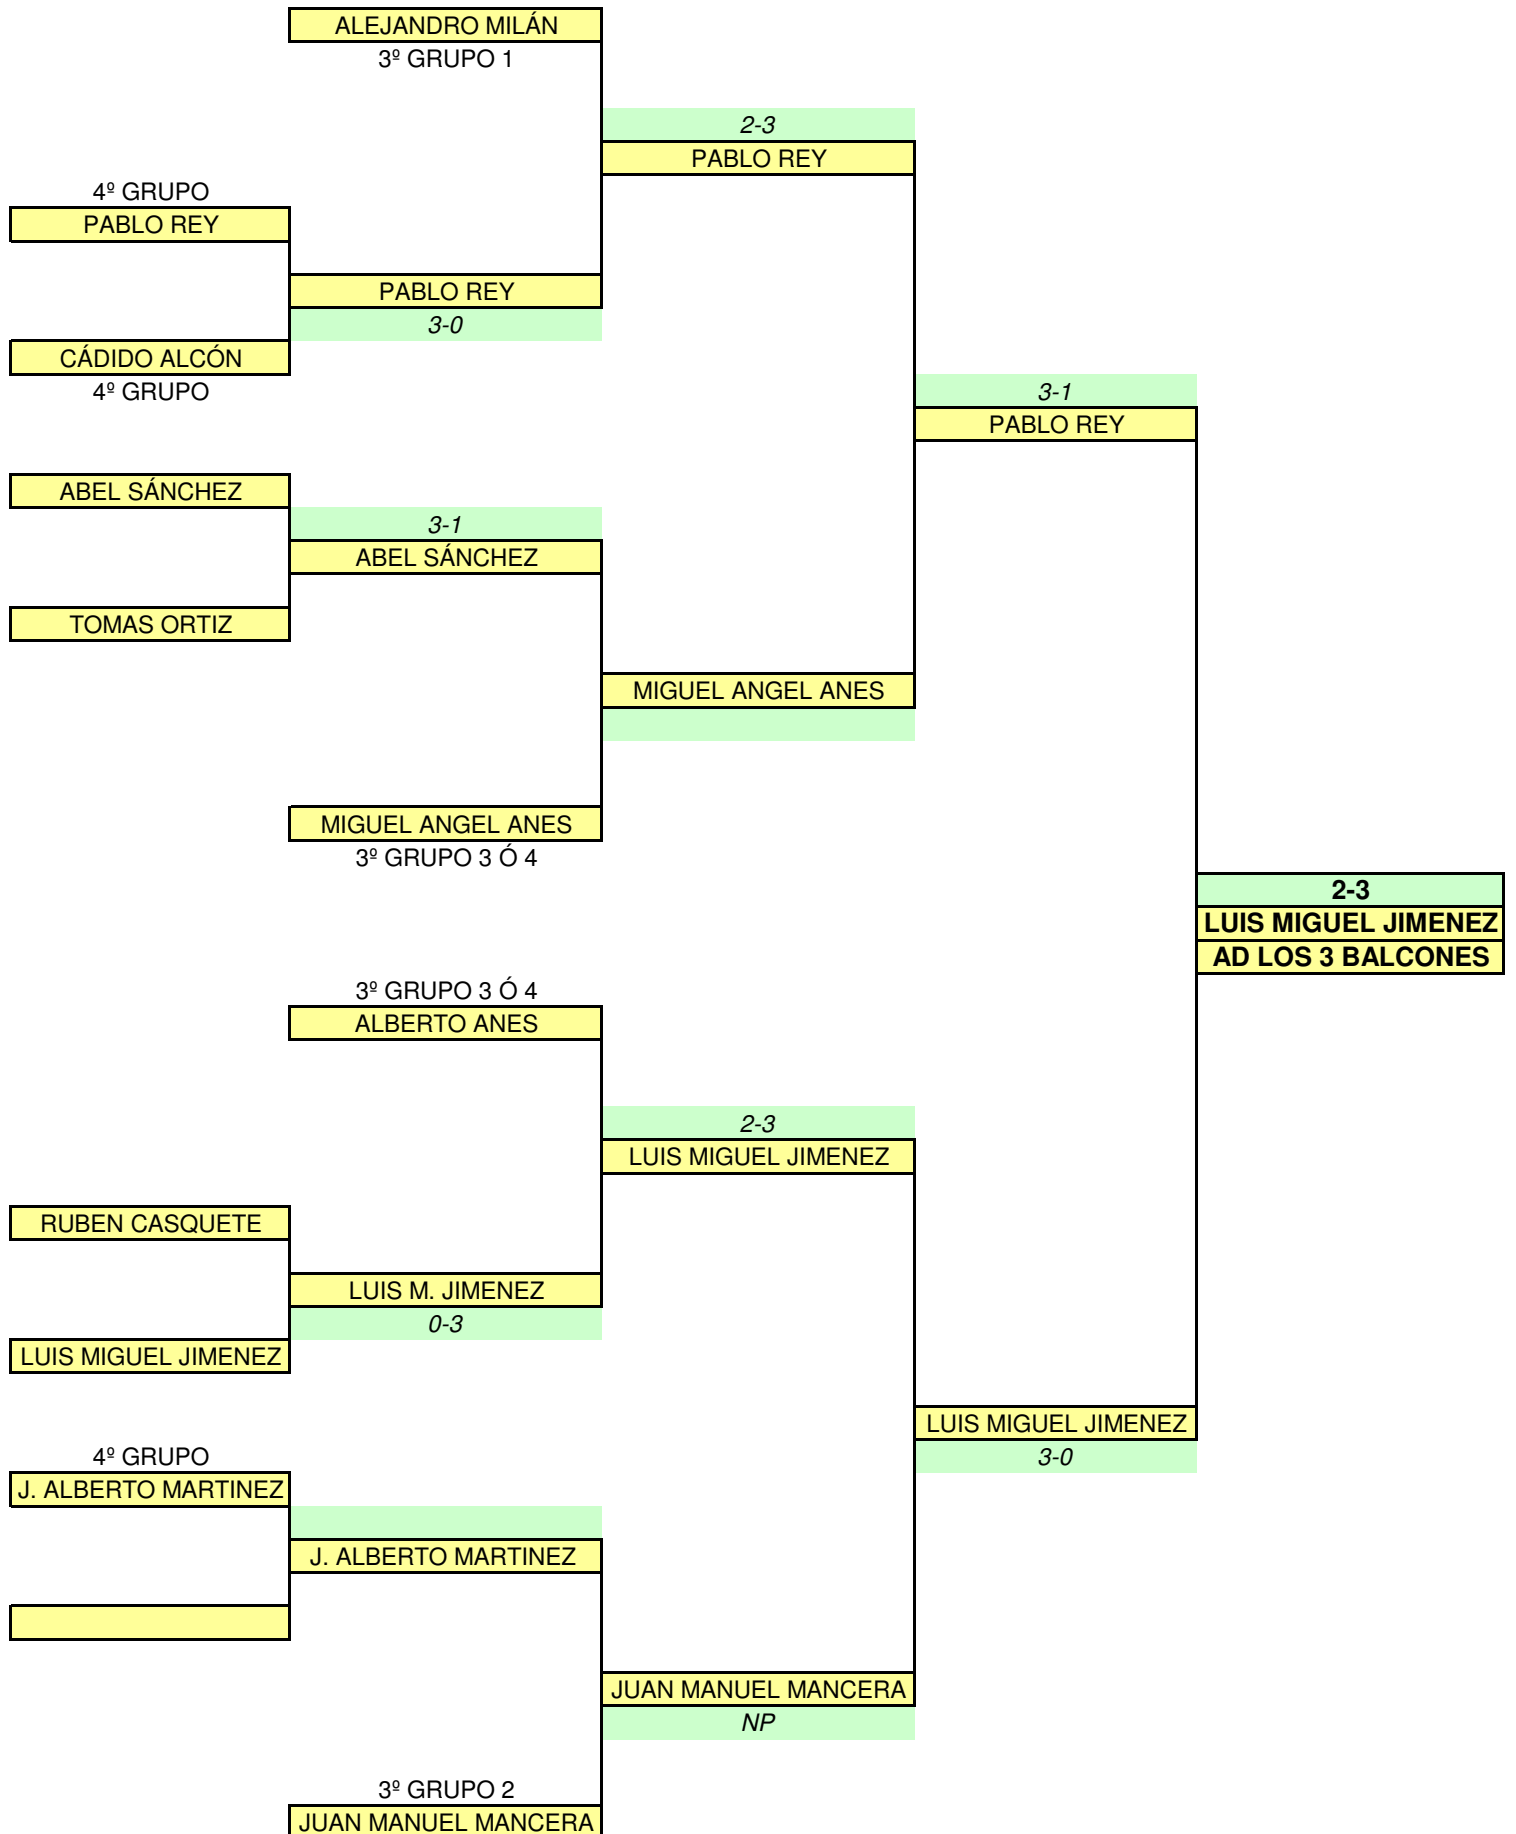 ALEJANDRO MILÁN
3º GRUPO 1
2-3
PABLO REY
4º GRUPO
PABLO REY
PABLO REY
3-0
CÁDIDO ALCÓN
4º GRUPO
3-1
PABLO REY
ABEL SÁNCHEZ
3-1
ABEL SÁNCHEZ
TOMAS ORTIZ
MIGUEL ANGEL ANES
MIGUEL ANGEL ANES
3º GRUPO 3 Ó 4
2-3
LUIS MIGUEL JIMENEZ
AD LOS 3 BALCONES
3º GRUPO 3 Ó 4
ALBERTO ANES
2-3
LUIS MIGUEL JIMENEZ
RUBEN CASQUETE
LUIS M. JIMENEZ
0-3
LUIS MIGUEL JIMENEZ
LUIS MIGUEL JIMENEZ
3-0
4º GRUPO
J. ALBERTO MARTINEZ
J. ALBERTO MARTINEZ
JUAN MANUEL MANCERA
NP
3º GRUPO 2
JUAN MANUEL MANCERA